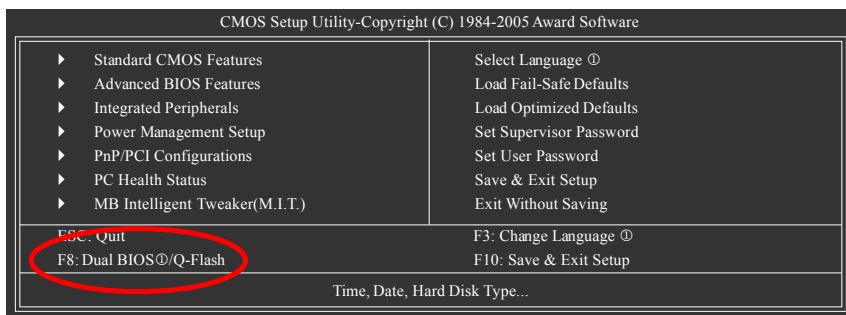 CMOS Setup Utility-Copyright (C) 1984-2005 Award Software
Standard CMOS Features
Advanced BIOS Features
Integrated Peripherals
Power Management Setup
PnP/PCI Configurations
PC Health Status
MB Intelligent Tweaker(M.I.T.)
Select Language ①
Load Fail-Safe Defaults
Load Optimized Defaults
Set Supervisor Password
Set User Password
Save & Exit Setup
Exit Without Saving
ESC: Quit
F3: Change Language ①
F8: Dual BIOS①/Q-Flash
F10: Save & Exit Setup
Time, Date, Hard Disk Type...